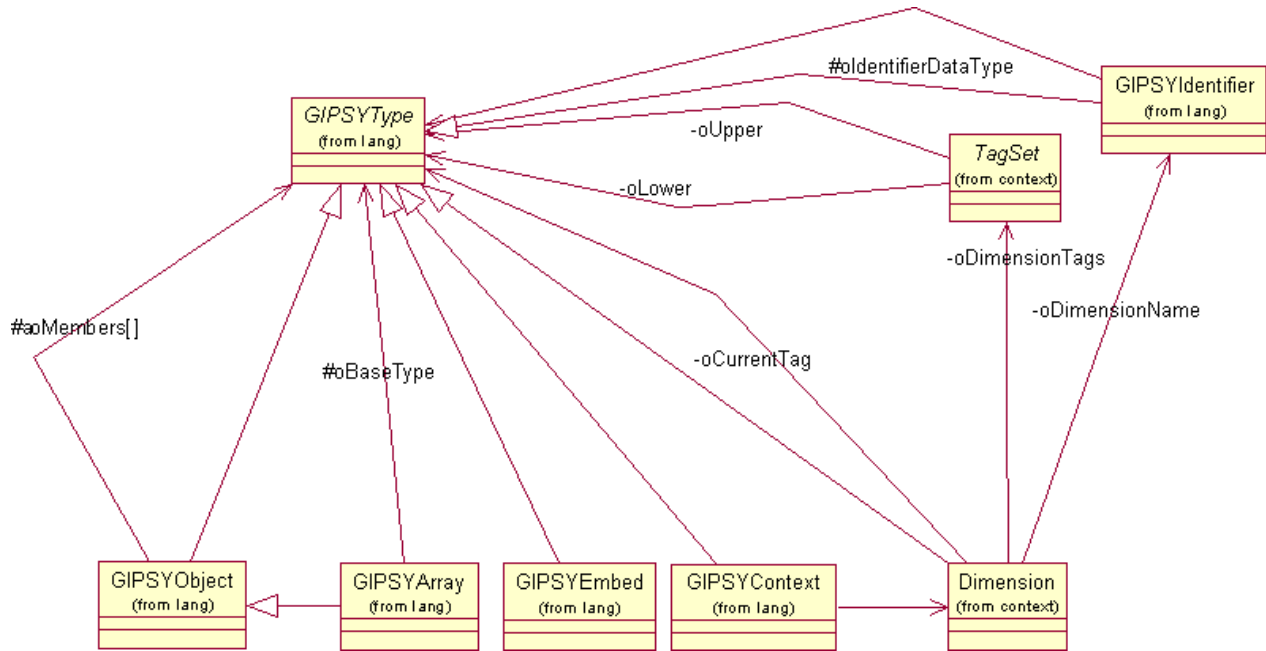 #oIdentifierDataType
GIPSYIdentifier
(from lang)
GIPSYType
(from lang)
-oUpper
TagSet
(from context)
-oLower
-oDimensionTags
-oDimensionName
#aoMembers[]
#oBaseType
-oCurrentTag
GIPSYObject
(from lang)
GIPSYArray
(from lang)
GIPSYEmbed
(from lang)
GIPSYContext
(from lang)
Dimension
(from context)